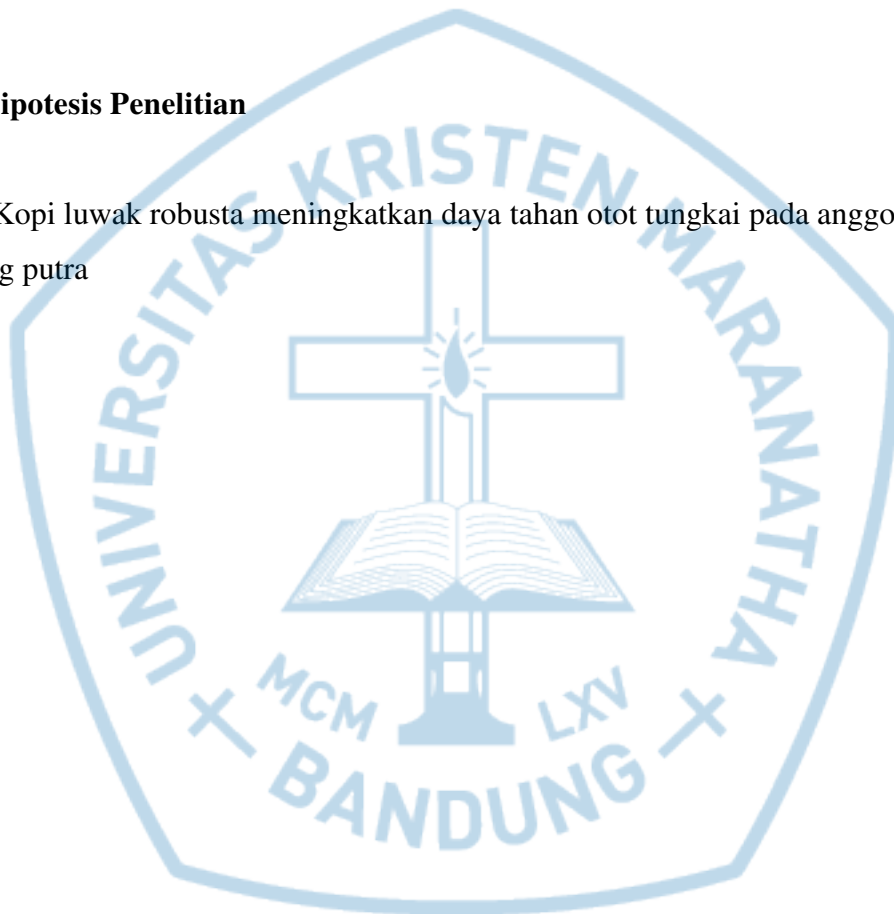 ipotesis Penelitian
Kopi luwak robusta meningkatkan daya tahan otot tungkai pada anggo
g putra
UNIVERSITAS KRISTEN MARANATHA
MCM LXV
BANDUNG